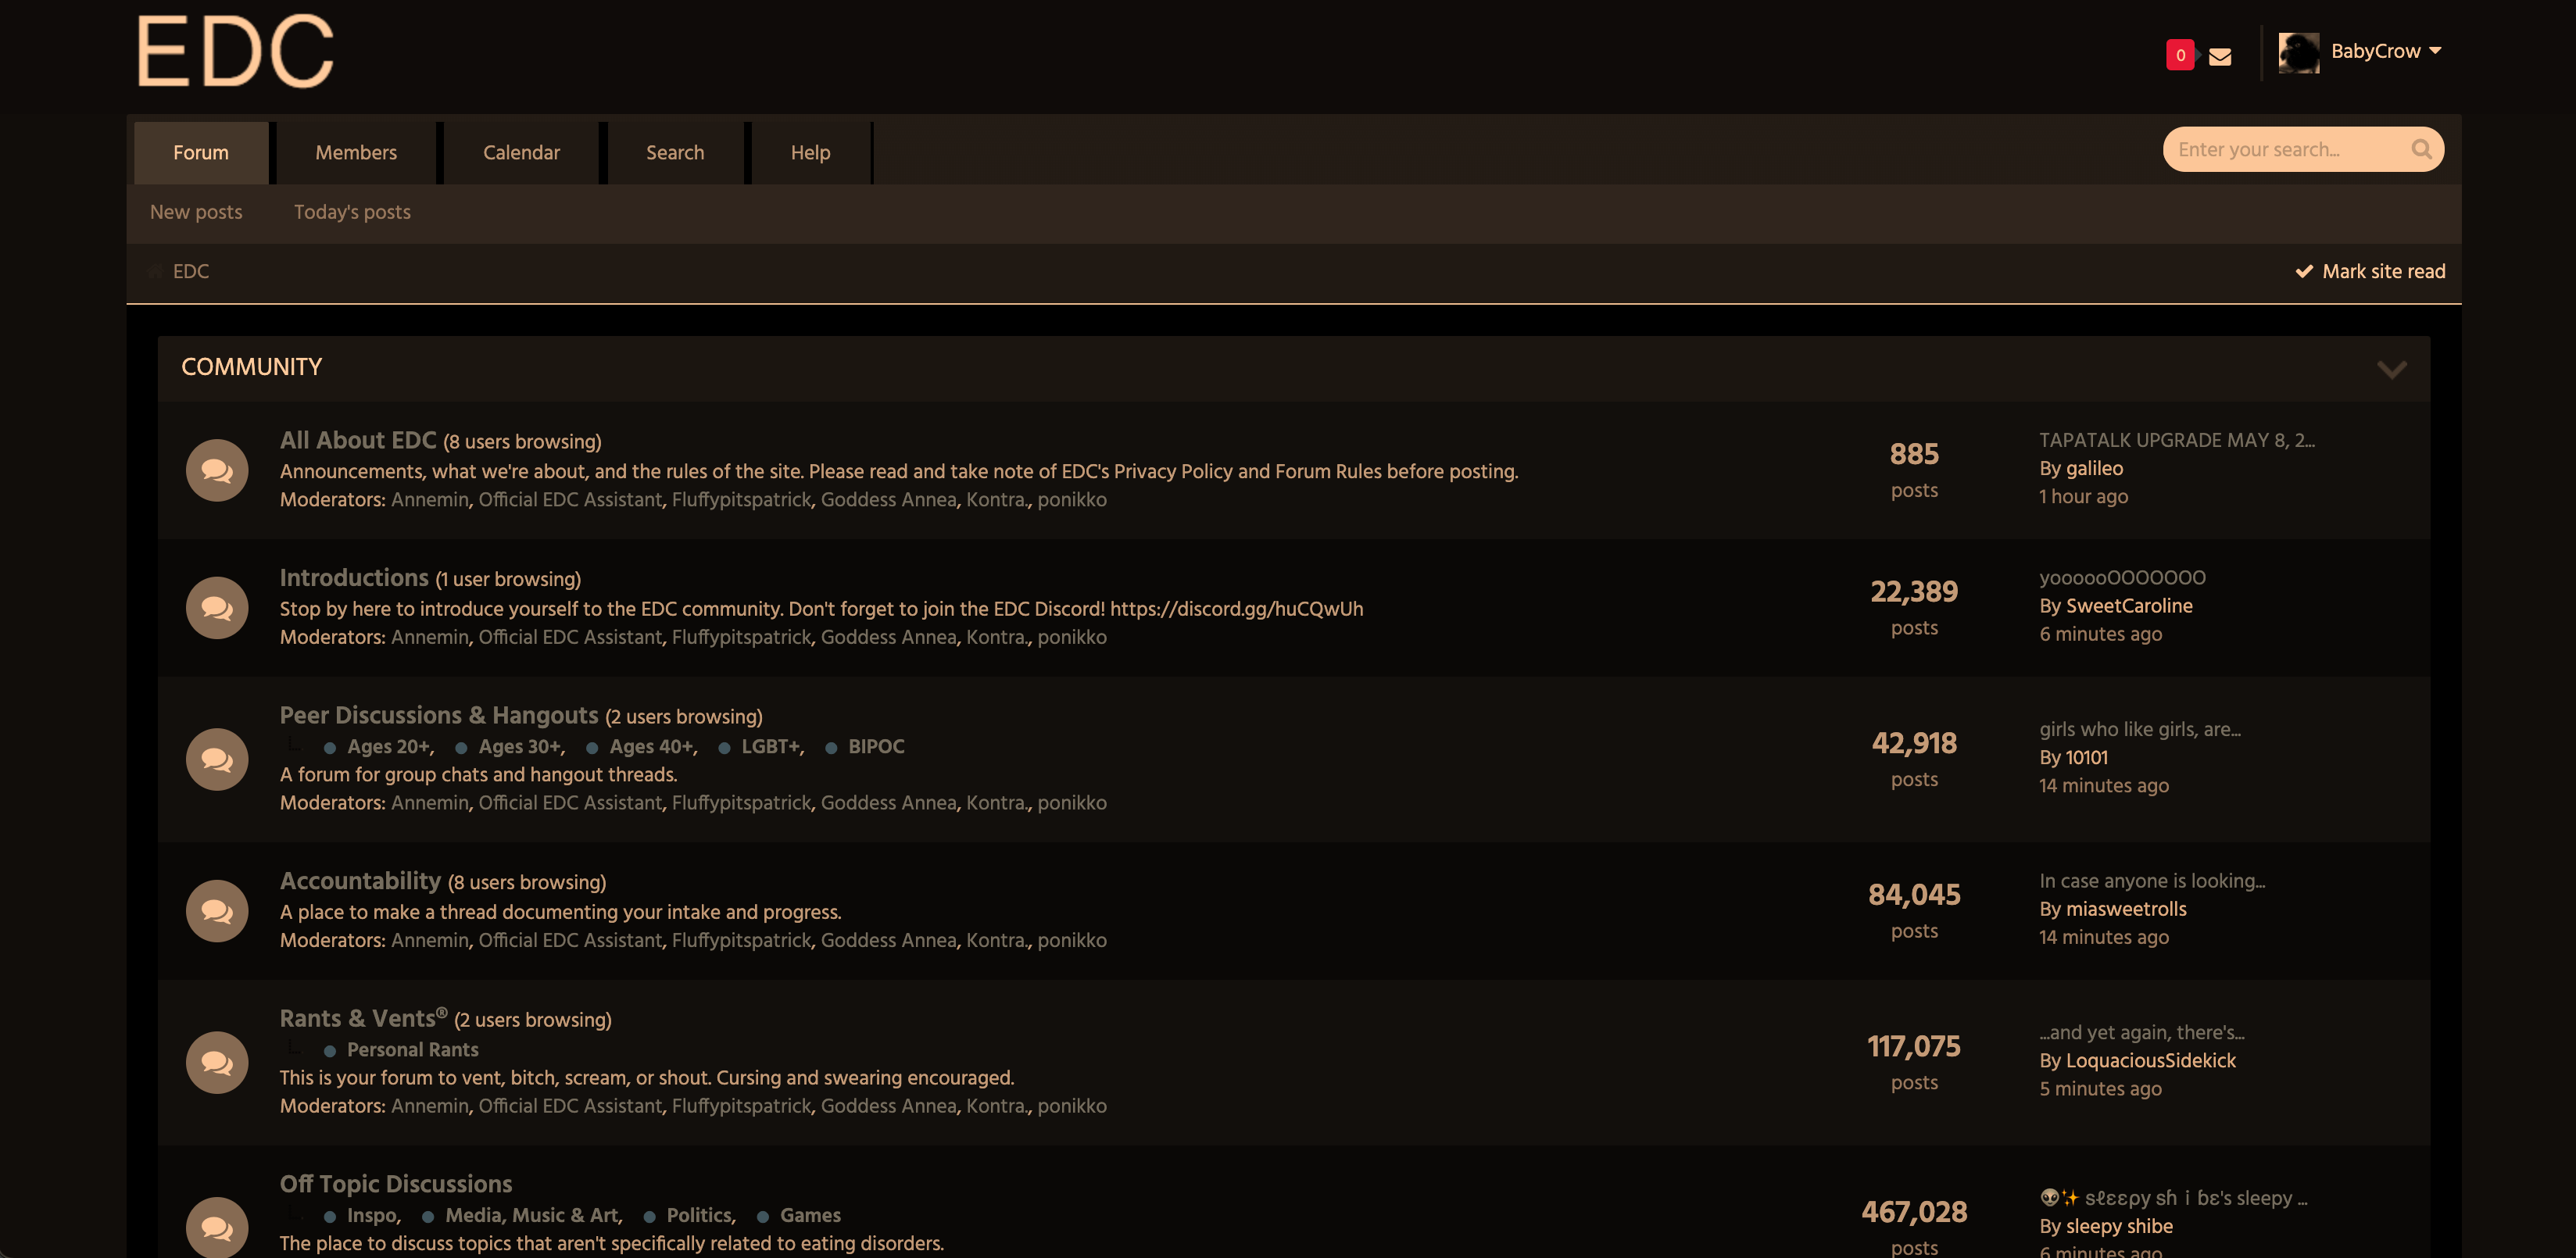 EDC
0
BabyCrow
Forum
Members
Calendar
Search
Help
Enter your search...
New posts
Today's posts
EDC
Mark site read
COMMUNITY
All About EDC (8 users browsing)
Announcements, what we're about, and the rules of the site. Please read and take note of EDC's Privacy Policy and Forum Rules before posting.
Moderators: Annemin, Official EDC Assistant, Fluffypitspatrick, Goddess Annea, Kontra., ponikko
885
posts
TAPATALK UPGRADE MAY 8, 2...
By galileo
1 hour ago
Introductions (1 user browsing)
Stop by here to introduce yourself to the EDC community. Don't forget to join the EDC Discord! https://discord.gg/huCQwUh
Moderators: Annemin, Official EDC Assistant, Fluffypitspatrick, Goddess Annea, Kontra., ponikko
22,389
posts
yoooooOOOOOOO
By SweetCaroline
6 minutes ago
Peer Discussions & Hangouts (2 users browsing)
Ages 20+, Ages 30+, Ages 40+, LGBT+, BIPOC
A forum for group chats and hangout threads.
Moderators: Annemin, Official EDC Assistant, Fluffypitspatrick, Goddess Annea, Kontra., ponikko
42,918
posts
girls who like girls, are...
By 10101
14 minutes ago
Accountability (8 users browsing)
A place to make a thread documenting your intake and progress.
Moderators: Annemin, Official EDC Assistant, Fluffypitspatrick, Goddess Annea, Kontra., ponikko
84,045
posts
In case anyone is looking...
By miasweetrolls
14 minutes ago
Rants & Vents® (2 users browsing)
Personal Rants
This is your forum to vent, bitch, scream, or shout. Cursing and swearing encouraged.
Moderators: Annemin, Official EDC Assistant, Fluffypitspatrick, Goddess Annea, Kontra., ponikko
117,075
posts
...and yet again, there's...
By LoquaciousSidekick
5 minutes ago
Off Topic Discussions
Inspo, Media, Music & Art, Politics, Games
The place to discuss topics that aren't specifically related to eating disorders.
467,028
posts
👽✨ ꜱℓɛɛρу ꜱɦ ꭵ ɓɛ's sleepy ...
By sleepy shibe
6 minutes ago